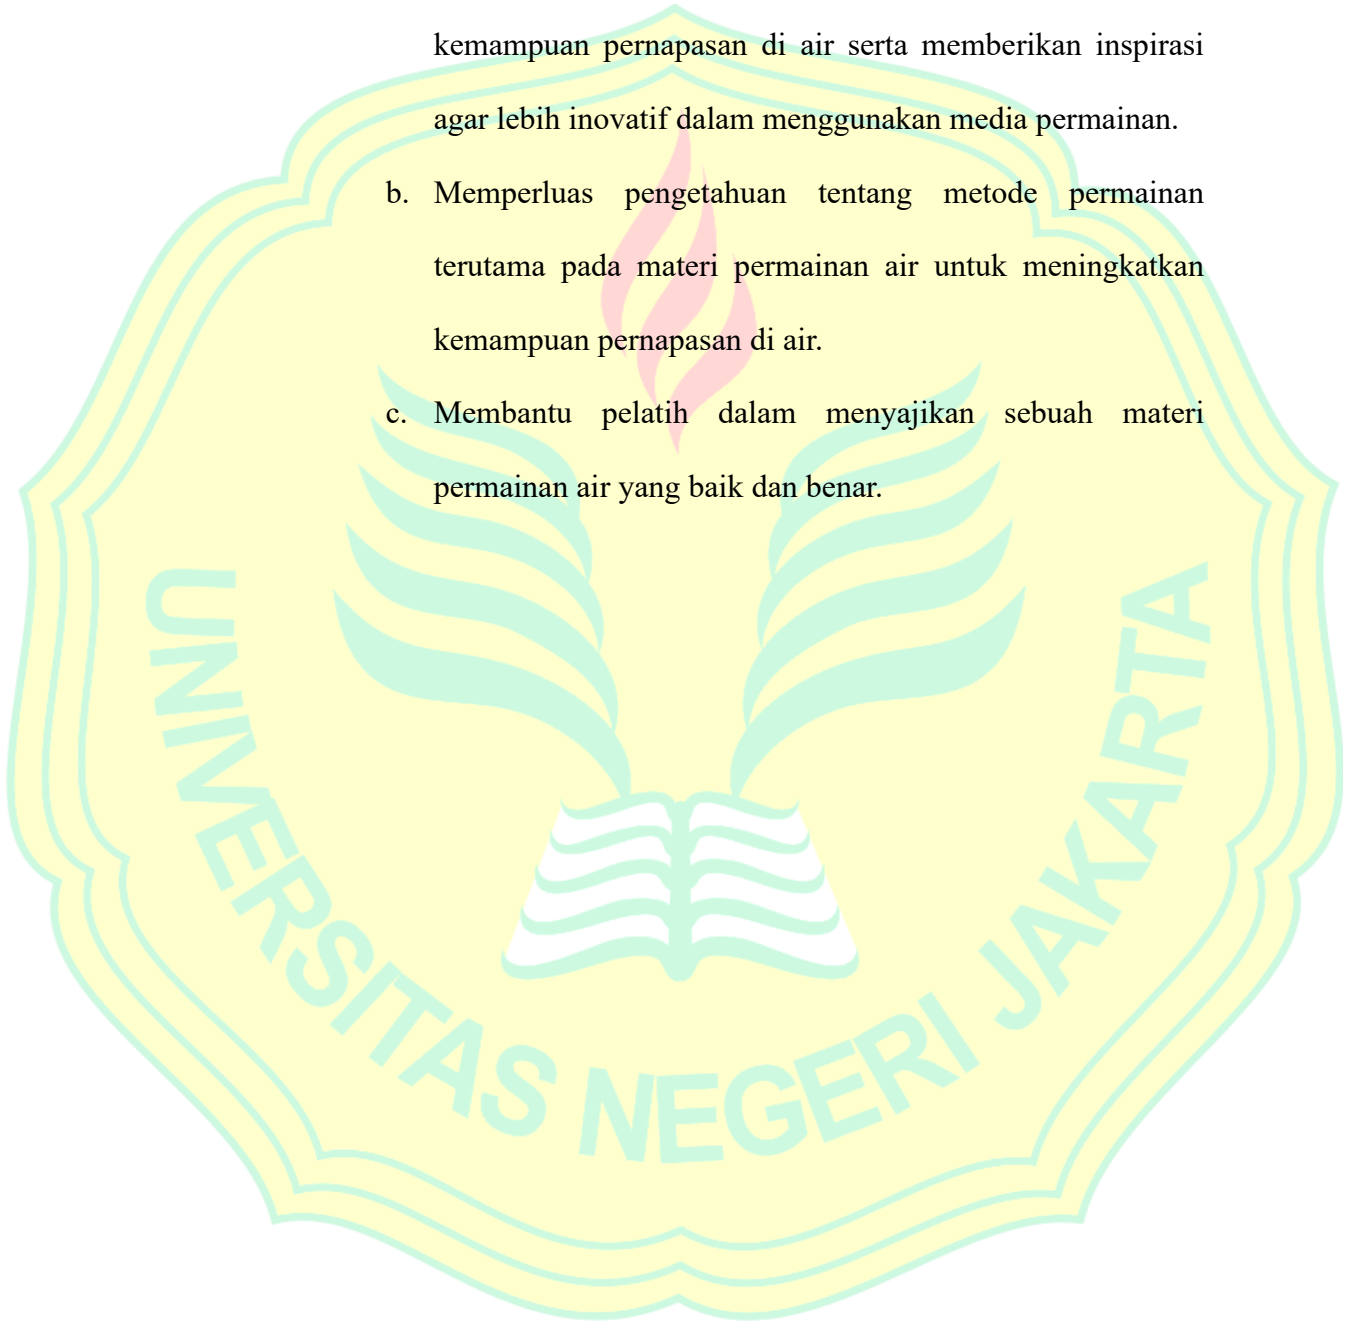 kemampuan pernapasan di air serta memberikan inspirasi
agar lebih inovatif dalam menggunakan media permainan.
b. Memperluas pengetahuan tentang metode permainan
terutama pada materi permainan air untuk meningkatkan
kemampuan pernapasan di air.
c. Membantu pelatih dalam menyajikan sebuah materi
permainan air yang baik dan benar.
UNIVERSITAS NEGERI JAKARTA